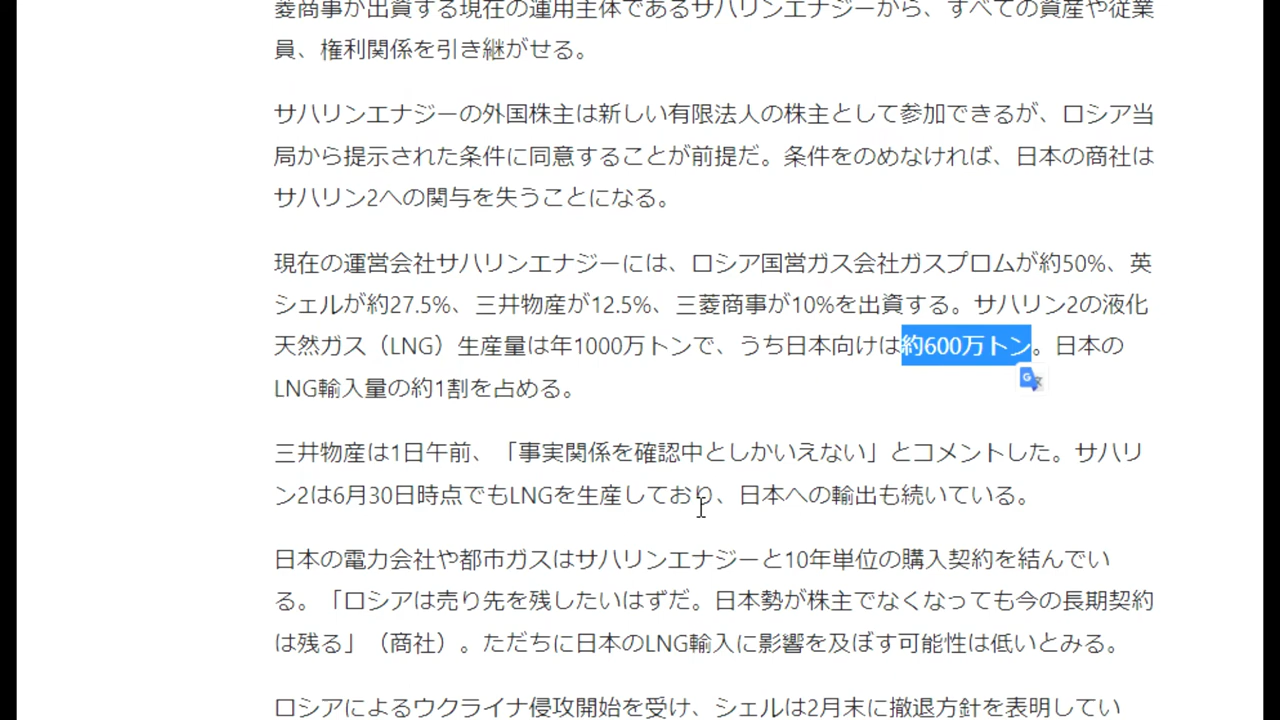 菱商事が出資する現在の運用主体であるサハリンエナジーから、すべての資産や従業
員、権利関係を引き継がせる。
サハリンエナジーの外国株主は新しい有限法人の株主として参加できるが、ロシア当
局から提示された条件に同意することが前提だ。条件をのめなければ、日本の商社は
サハリン2への関与を失うことになる。
現在の運営会社サハリンエナジーには、ロシア国営ガス会社ガスプロムが約50%、英
シェルが約27.5%、三井物産が12.5%、三菱商事が10%を出資する。サハリン2の液化
天然ガス（LNG）生産量は年1000万トンで、うち日本向けは約600万トン。日本の
LNG輸入量の約1割を占める。
三井物産は1日午前、「事実関係を確認中としかいえない」とコメントした。サハリ
ン2は6月30日時点でもLNGを生産しており、日本への輸出も続いている。
日本の電力会社や都市ガスはサハリンエナジーと10年単位の購入契約を結んでい
る。「ロシアは売り先を残したいはずだ。日本勢が株主でなくなっても今の長期契約
は残る」（商社）。ただちに日本のLNG輸入に影響を及ぼす可能性は低いとみる。
ロシアによるウクライナ侵攻開始を受け、シェルは2月末に撤退方針を表明してい